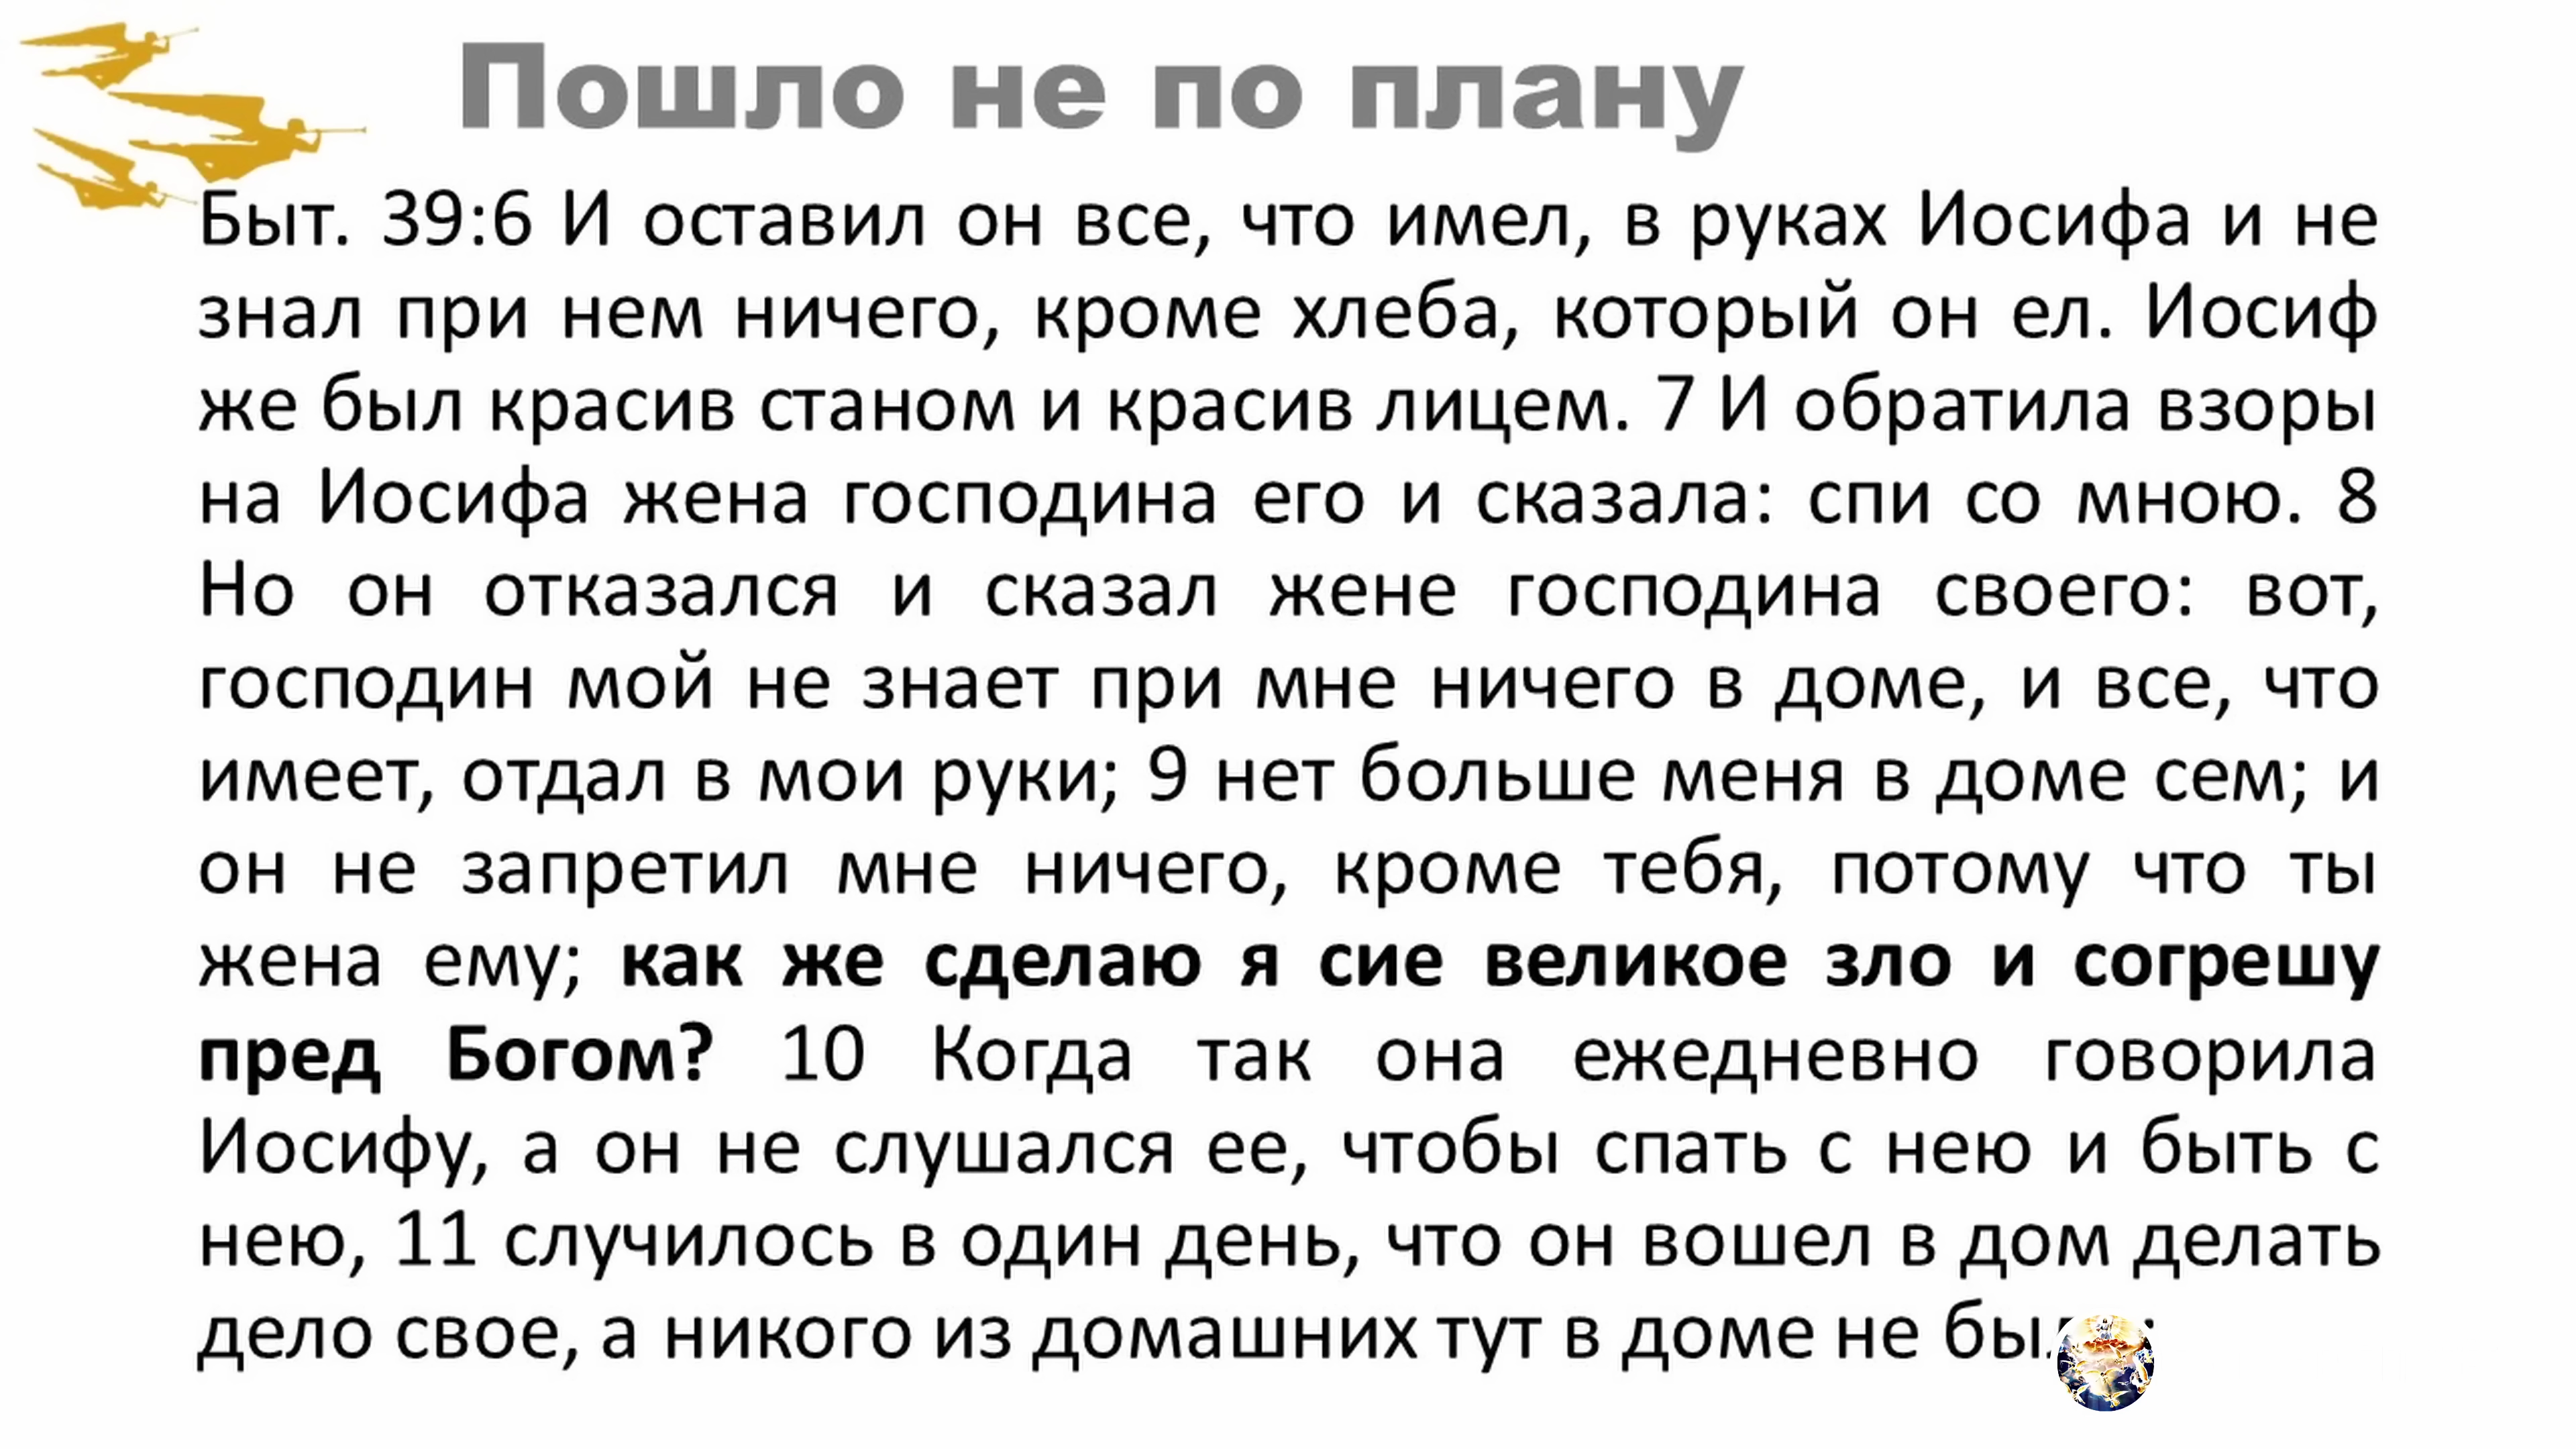 Пошло не по плану
Быт. 39:6 И оставил он все, что имел, в руках Иосифа и не
знал при нем ничего, кроме хлеба, который он ел. Иосиф
же был красив станом и красив лицем. 7 И обратила взоры
на Иосифа жена господина его и сказала: спи со мною. 8
Но он отказался и сказал жене господина своего: вот,
господин мой не знает при мне ничего в доме, и все, что
имеет, отдал в мои руки; 9 нет больше меня в доме сем; и
он не запретил мне ничего, кроме тебя, потому что ты
жена ему; как же сделаю я сие великое зло и согрешу
пред Богом? 10 Когда так она ежедневно говорила
Иосифу, а он не слушался ее, чтобы спать с нею и быть с
нею, 11 случилось в один день, что он вошел в дом делать
дело свое, а никого из домашних тут в доме не